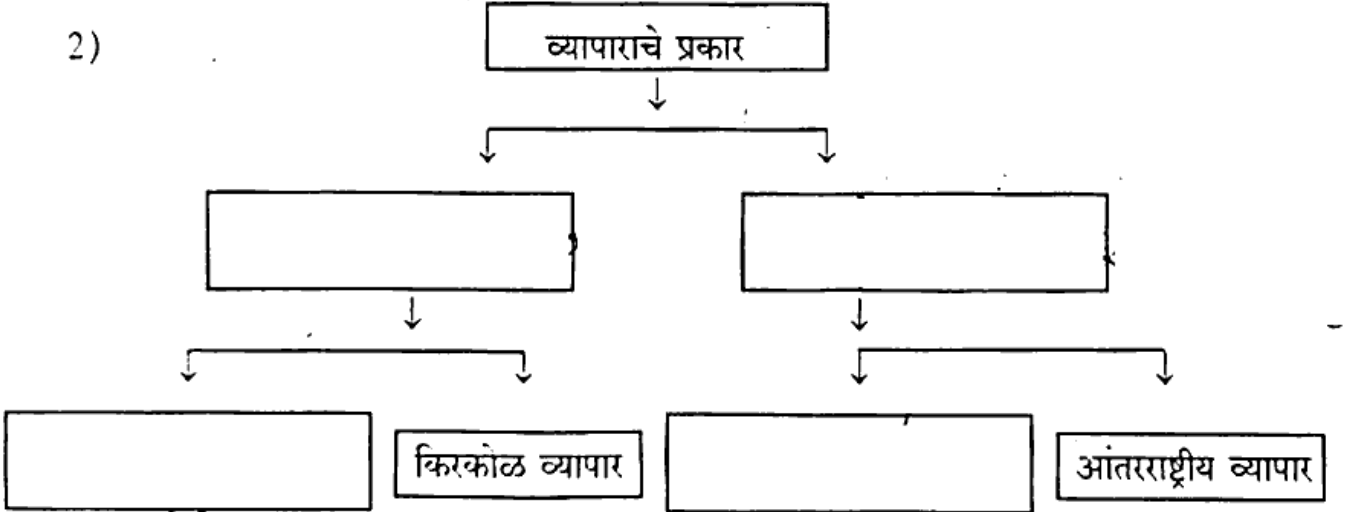 2)
व्यापाराचे प्रकार
किरकोळ व्यापार
आंतरराष्ट्रीय व्यापार